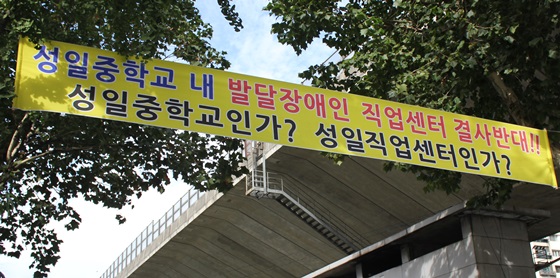 성일중학교 내 발달장애인 직업센터 결사반대!!
성일중학교인가? 성일직업센터인가?